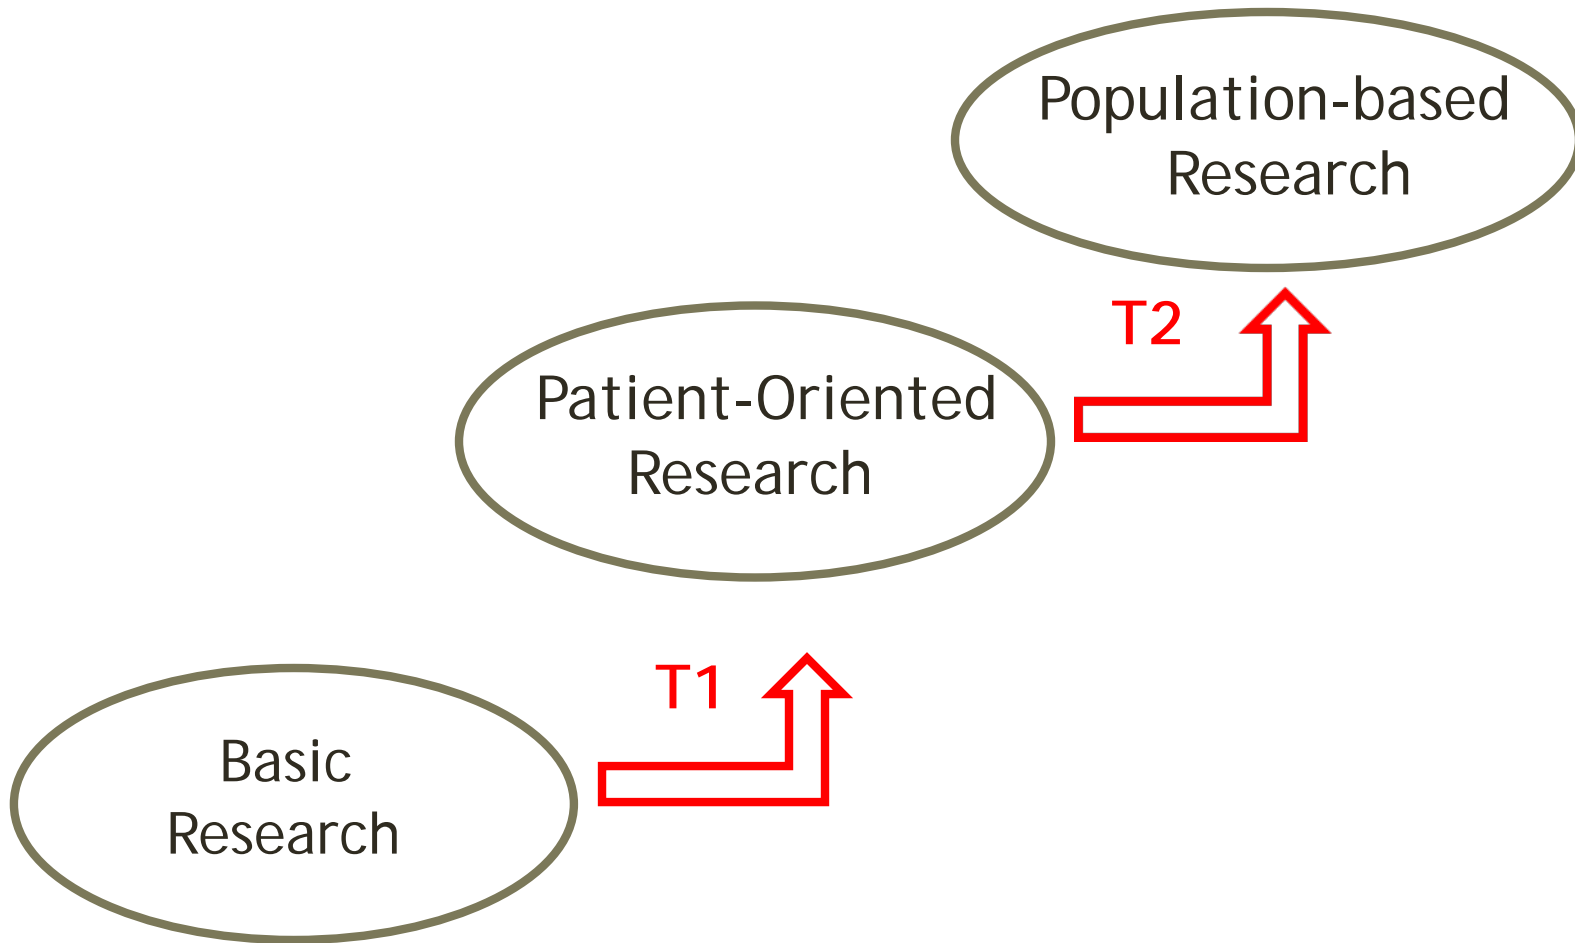 Population-based
Research
T2
Patient-Oriented
Research
T1
Basic
Research